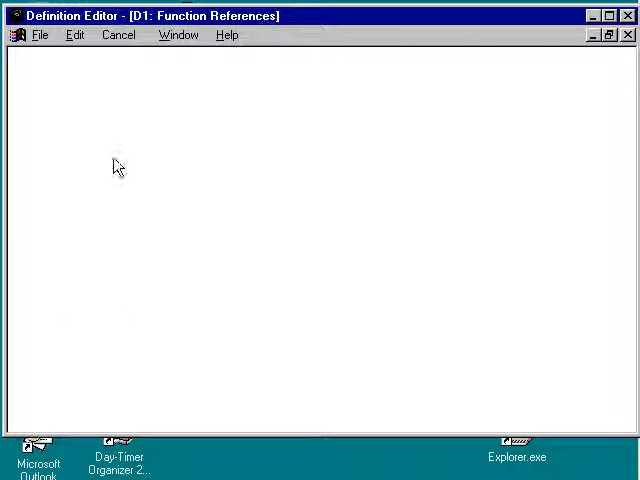 Definition Editor - [D1: Function References]
File Edit Cancel Window Help
Microsoft
Outlook
Day-Timer
Organizer 2...
Explorer.exe